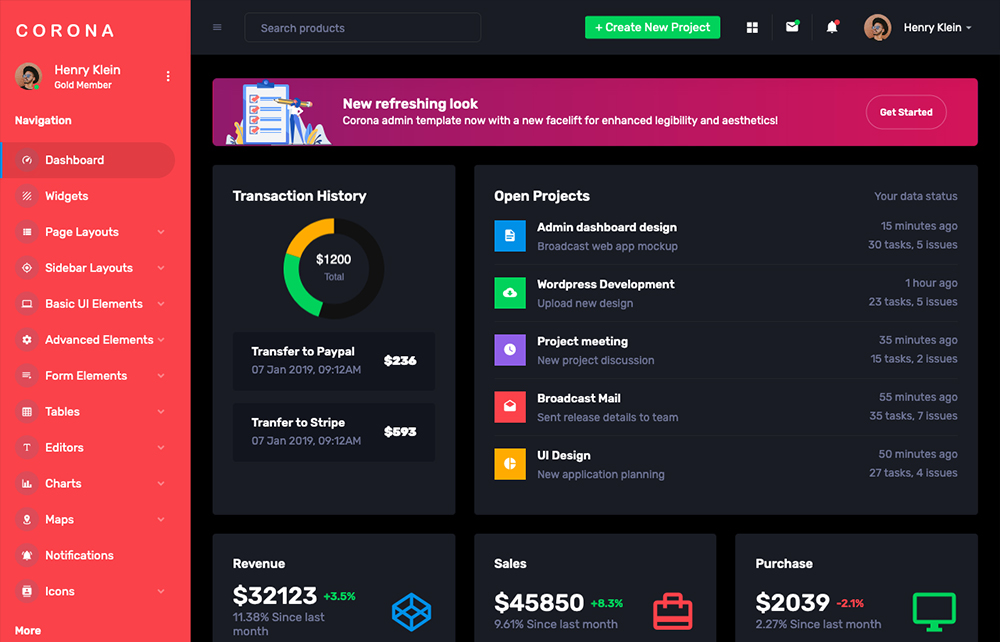 CORONA
Henry Klein
Gold Member
Navigation
Dashboard
Widgets
Page Layouts
Sidebar Layouts
Basic UI Elements
Advanced Elements
Form Elements
Tables
Editors
Charts
Maps
Notifications
Icons
More
Search products
+ Create New Project
Henry Klein
New refreshing look
Corona admin template now with a new facelift for enhanced legibility and aesthetics!
Get Started
Transaction History
$1200
Total
Transfer to Paypal
07 Jan 2019, 09:12AM
$236
Tranfer to Stripe
07 Jan 2019, 09:12AM
$593
Open Projects
Your data status
Admin dashboard design
Broadcast web app mockup
15 minutes ago
30 tasks, 5 issues
Wordpress Development
Upload new design
1 hour ago
23 tasks, 5 issues
Project meeting
New project discussion
35 minutes ago
15 tasks, 2 issues
Broadcast Mail
Sent release details to team
55 minutes ago
35 tasks, 7 issues
UI Design
New application planning
50 minutes ago
27 tasks, 4 issues
Revenue
$32123 +3.5%
11.38% Since last
month
Sales
$45850 +8.3%
9.61% Since last month
Purchase
$2039 -2.1%
2.27% Since last month